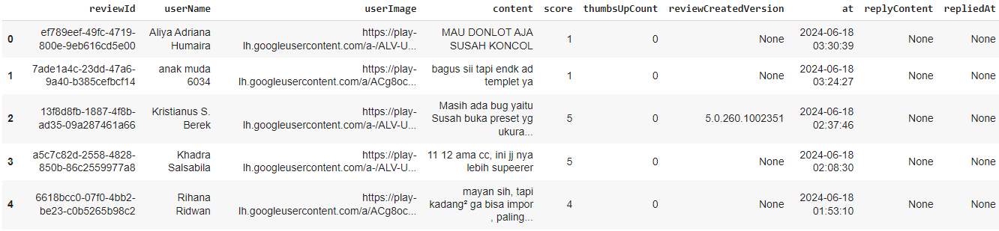 reviewId userName userImage content score thumbsUpCount reviewCreatedVersion at replyContent repliedAt
0 ef789eef-49fc-4719- Aliya Adriana https://play- MAU DONLOT AJA 1 0 None 2024-06-18 None None
800e-9eb616cd5e00 Humaira lh.googleusercontent.com/a-/ALV-U... SUSAH KONCOL 03:30:39
1 7ade1a4c-23dd-47a6- anak muda https://play- bagus sii tapi endk ad 1 0 None 2024-06-18 None None
9a40-b385cefbcf14 6034 lh.googleusercontent.com/a/ACg8oc... templet ya 03:24:27
2 13f8d8fb-1887-4f8b- Kristianus S. https://play- Masih ada bug yaitu 5 0 5.0.260.1002351 2024-06-18 None None
ad35-09a287461a66 Berek lh.googleusercontent.com/a-/ALV-U... Susah buka preset yg 02:37:46
ukura...
3 a5c7c82d-2558-4828- Khadra https://play- 11 12 ama cc, ini jj nya 5 0 None 2024-06-18 None None
850b-86c2559977a8 Salsabila lh.googleusercontent.com/a-/ALV-U... lebih supeerer 02:08:30
4 6618bcc0-07f0-4bb2- Rihana https://play- mayan sih, tapi 4 0 None 2024-06-18 None None
be23-c0b5265b98c2 Ridwan lh.googleusercontent.com/a/ACg8oc... kadang² ga bisa impor 01:53:10
, paling...